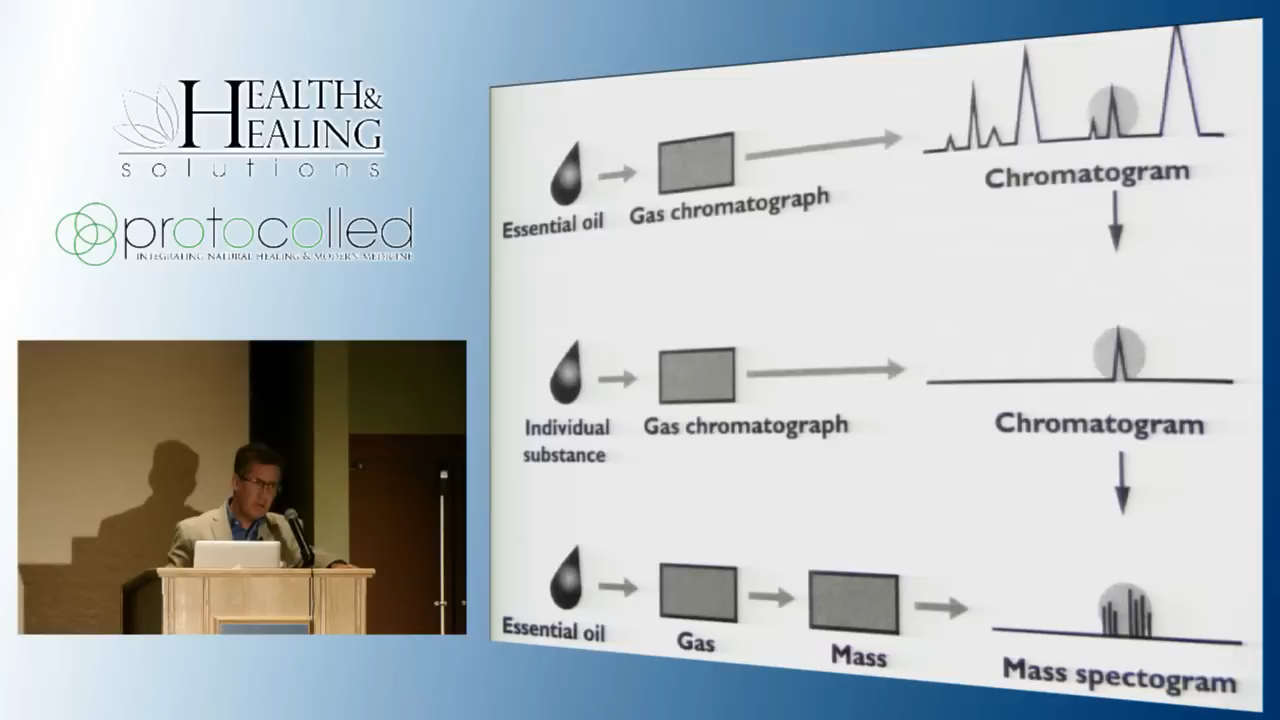 HEALTH&
HEALING
solutions
protocolled
INTEGRATING NATURAL HEALING & MODERN MEDICINE
Essential oil
Gas chromatograph
Chromatogram
Individual
substance
Gas chromatograph
Chromatogram
Essential oil
Gas
Mass
Mass spectogram